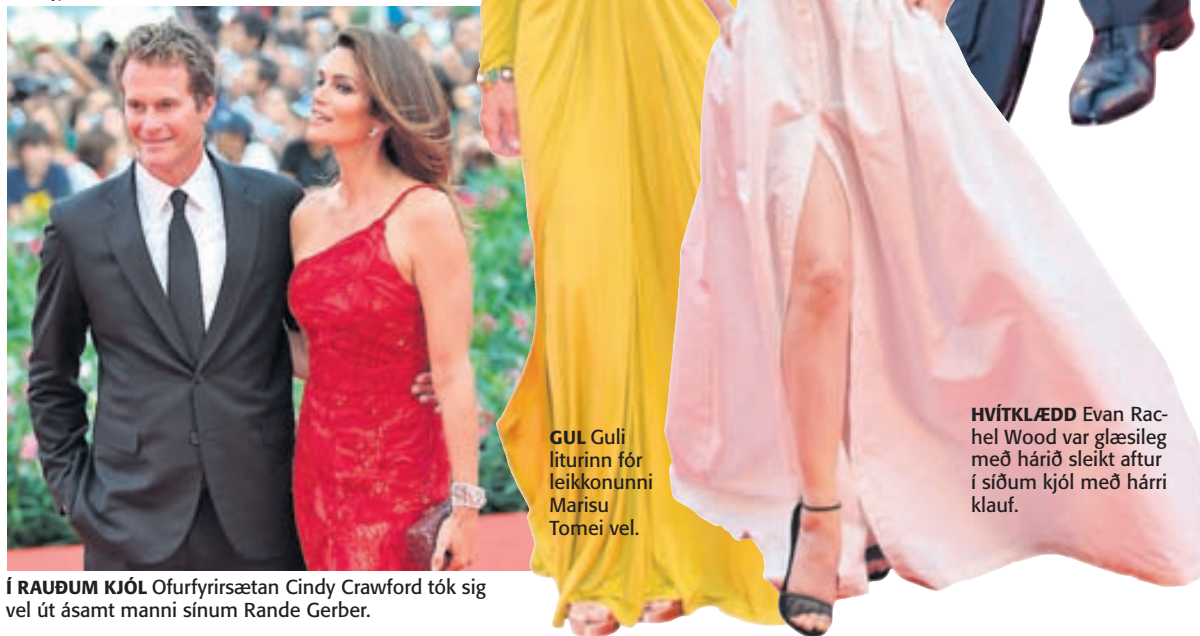 Í RAUÐUM KJÓL Ofurfyrirsætan Cindy Crawford tók sig
vel út ásamt manni sínum Rande Gerber.
GUL Guli
liturinn fór
leikkonunni
Marisu
Tomei vel.
HVÍTKLÆDD Evan Rac-
hel Wood var glæsileg
með hárið sleikt aftur
í síðum kjól með hárri
klauf.